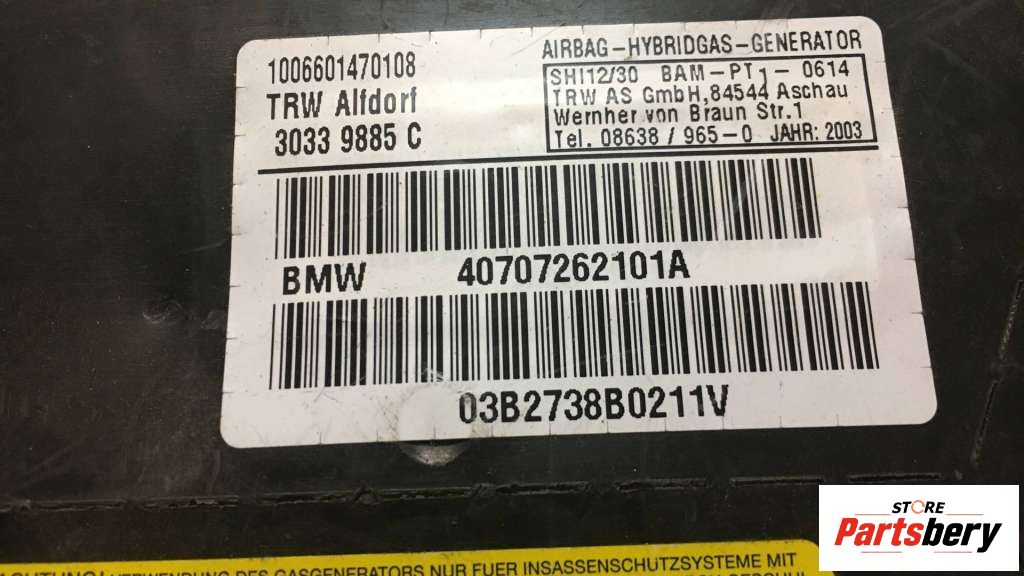 1006601470108
TRW Alfdorf
3033 9885 C
AIRBAG-HYBRIDGAS-GENERATOR
SHI12/30 BAM-PT1-0614
TRW AS GmbH,84544 Aschau
Wernher von Braun Str.1
Tel. 08638 / 965-0 JAHR: 2003
BMW 40707262101A
03B2738B0211V
ACHTUNG! VERWENDUNG DES GASGENERATORS NUR FUER INSASSENSCHUTZSYSTEME MIT
STORE
Partsbery